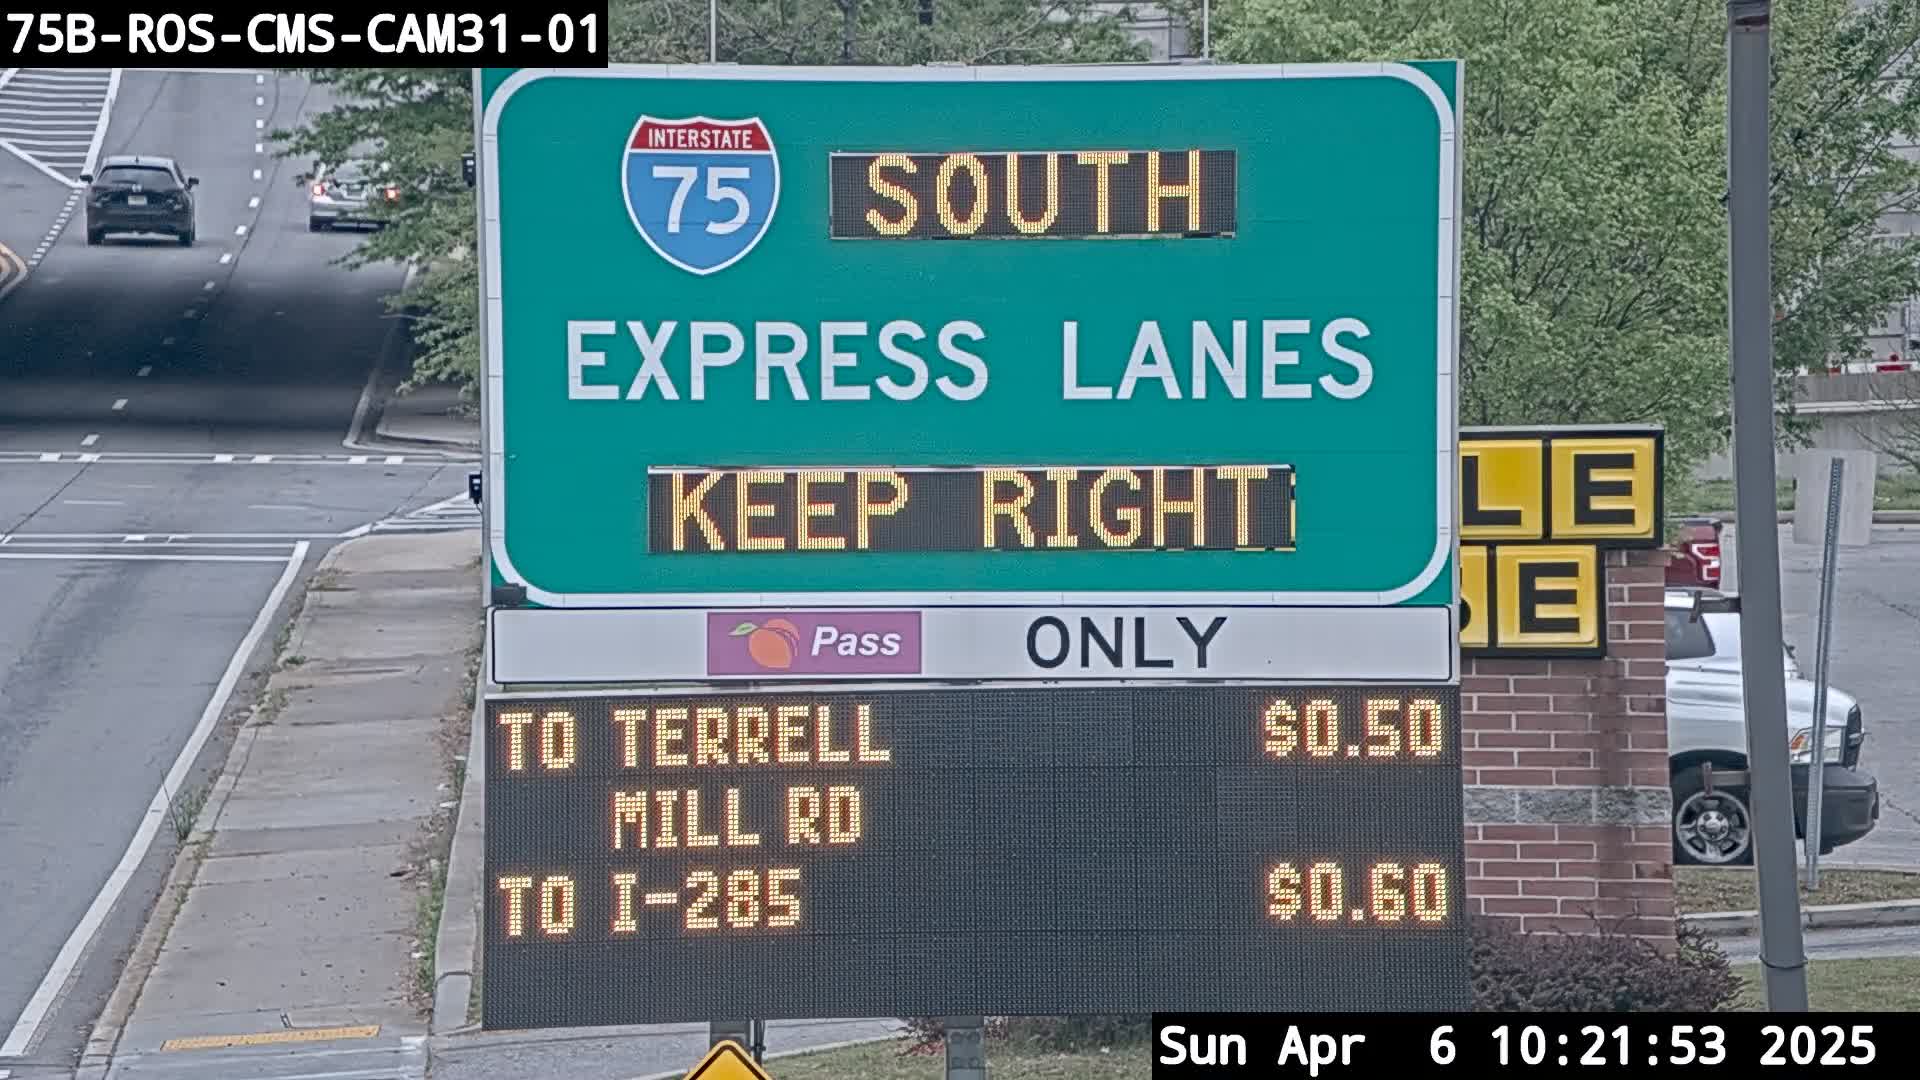 75B-ROS-CMS-CAM31-01
INTERSTATE
75
SOUTH
EXPRESS LANES
KEEP RIGHT
Pass ONLY
TO TERRELL $0.50
MILL RD
TO I-285 $0.60
LE
E
Sun Apr 6 10:21:53 2025